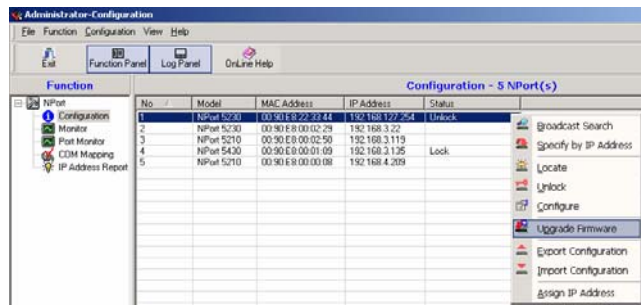 Administrator-Configuration
File Function Configuration View Help
Exit Function Panel Log Panel OnLine Help
Function
Configuration - 5 NPort(s)
NPort
Configuration
Monitor
Port Monitor
COM Mapping
IP Address Report
No Model MAC Address IP Address Status
1 NPort 5230 00:90:E8:22:33:44 192.168.127.254 Unlock
2 NPort 5230 00:90:E8:00:02:29 192.168.3.22
3 NPort 5210 00:90:E8:00:02:50 192.168.3.119
4 NPort 5430 00:90:E8:00:01:09 192.168.3.135 Lock
5 NPort 5210 00:90:E8:00:00:08 192.168.4.209
Broadcast Search
Specify by IP Address
Locate
Unlock
Configure
Upgrade Firmware
Export Configuration
Import Configuration
Assign IP Address